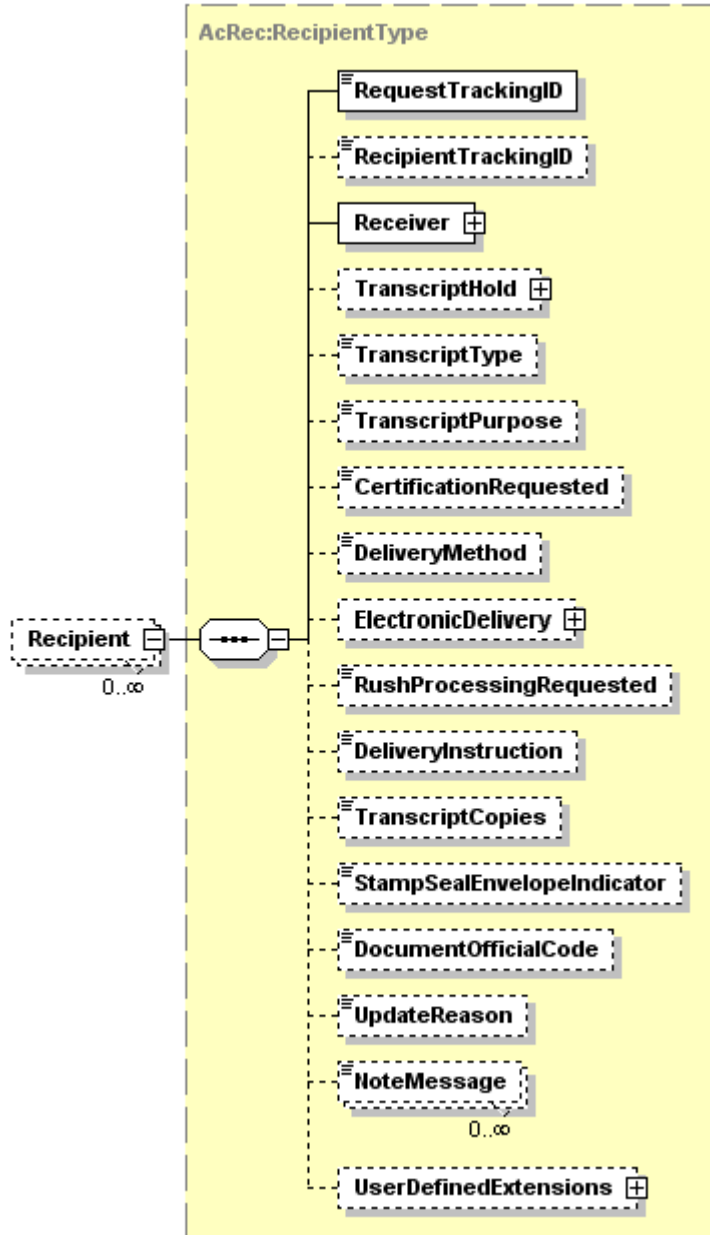 AcRec:RecipientType
RequestTrackingID
RecipientTrackingID
Receiver
TranscriptHold
TranscriptType
TranscriptPurpose
CertificationRequested
DeliveryMethod
ElectronicDelivery
Recipient
0..∞
RushProcessingRequested
DeliveryInstruction
TranscriptCopies
StampSealEnvelopeIndicator
DocumentOfficialCode
UpdateReason
NoteMessage
0..∞
UserDefinedExtensions